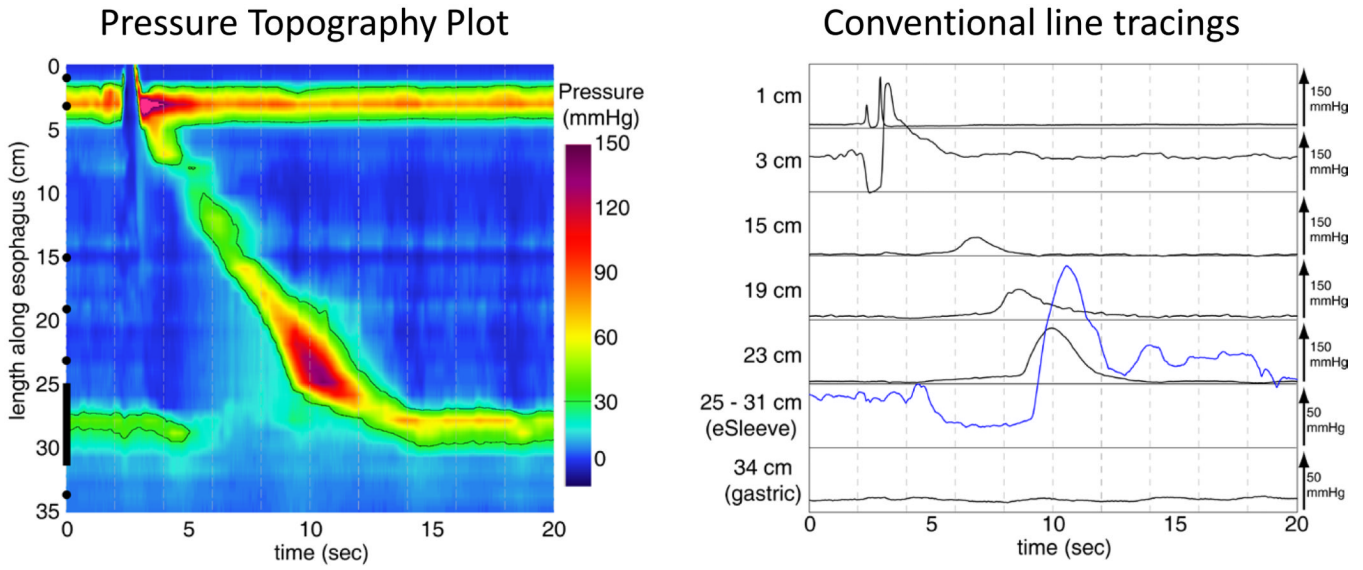 Pressure Topography Plot
length along esophagus (cm)
0
5
10
15
20
25
30
35
0
5
10
15
20
time (sec)
Pressure
(mmHg)
150
120
90
60
30
0
Conventional line tracings
1 cm
3 cm
15 cm
19 cm
23 cm
25 - 31 cm
(eSleeve)
34 cm
(gastric)
150
mmHg
150
mmHg
150
mmHg
150
mmHg
150
mmHg
50
mmHg
50
mmHg
0
5
10
15
20
time (sec)